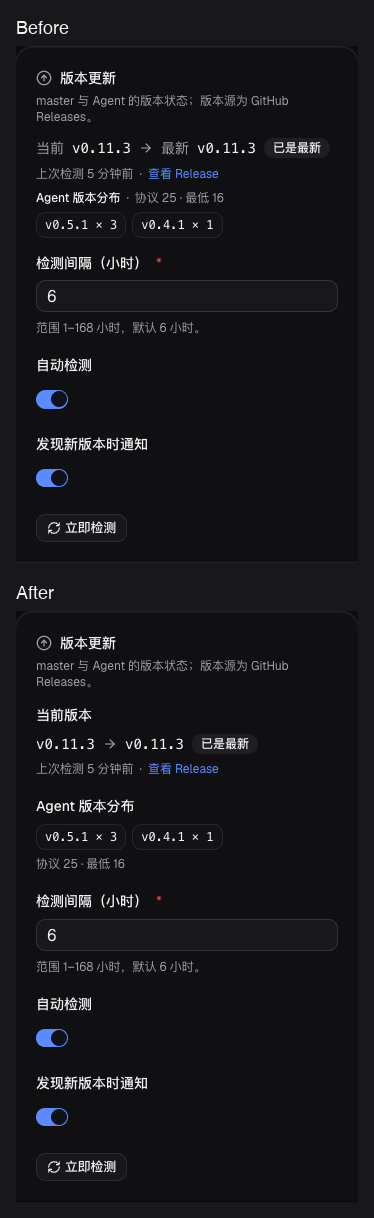 Before
版本更新
master 与 Agent 的版本状态；版本源为 GitHub
Releases。
当前 v0.11.3 → 最新 v0.11.3 已是最新
上次检测 5 分钟前 · 查看 Release
Agent 版本分布 · 协议 25 · 最低 16
v0.5.1 × 3 v0.4.1 × 1
检测间隔（小时） *
6
范围 1–168 小时，默认 6 小时。
自动检测
发现新版本时通知
立即检测
After
版本更新
master 与 Agent 的版本状态；版本源为 GitHub
Releases。
当前版本
v0.11.3 → v0.11.3 已是最新
上次检测 5 分钟前 · 查看 Release
Agent 版本分布
v0.5.1 × 3 v0.4.1 × 1
协议 25 · 最低 16
检测间隔（小时） *
6
范围 1–168 小时，默认 6 小时。
自动检测
发现新版本时通知
立即检测